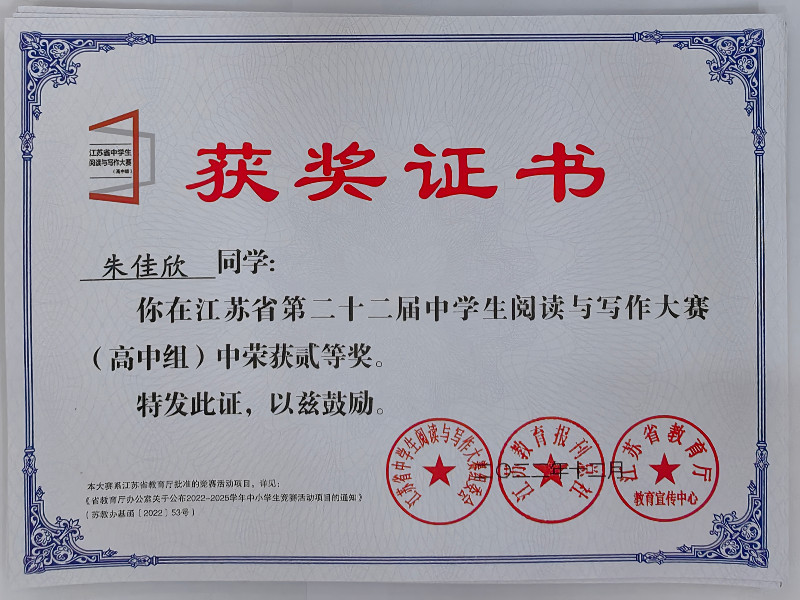 江苏省中学生
阅读与写作大赛
(高中组)
获奖证书
朱佳欣 同学:
你在江苏省第二十二届中学生阅读与写作大赛
(高中组)中荣获贰等奖。
特发此证,以兹鼓励。
本大赛系江苏省教育厅批准的竞赛活动项目,详见:
《省教育厅办公室关于公布2022-2025学年中小学生竞赛活动项目的通知》
(苏教办基函〔2022〕53号)
江苏省中学生阅读与写作大赛组委会
江苏教育报刊总社
江苏省教育厅
教育宣传中心
二〇二二年十二月